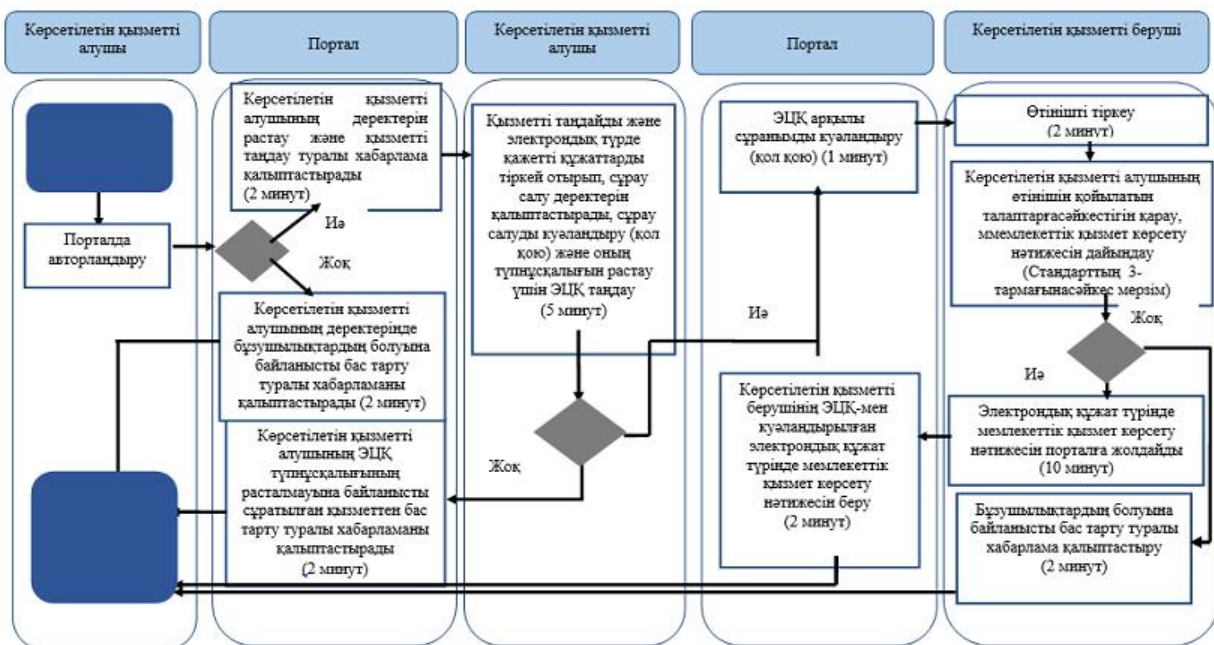 Көрсетілетін қызметті
алушы
Портал
Көрсетілетін қызметті
алушы
Портал
Көрсетілетін қызметті беруші
Порталда
авторландыру
Көрсетілетін қызметті
алушының деректерін
растау және қызметті
таңдау туралы хабарлама
қалыптастырады
(2 минут)
Иә
Жоқ
Көрсетілетін қызметті
алушының деректерінде
бұзушылықтардың болуына
байланысты бас тарту
туралы хабарламаны
қалыптастырады (2 минут)
Көрсетілетін қызметті
алушының ЭЦҚ
түпнұсқалығының
расталмауына байланысты
сұратылған қызметтен бас
тарту туралы хабарламаны
қалыптастырады
(2 минут)
Қызметті таңдайды және
электрондық түрде
қажетті құжаттарды
тіркей отырып, сұрау
салу деректерін
қалыптастырады, сұрау
салуды куәландыру (қол
қою) және оның
түпнұсқалығын растау
үшін ЭЦҚ таңдау
(5 минут)
Иә
Жоқ
ЭЦҚ арқылы
сұранымды куәландыру
(қол қою) (1 минут)
Көрсетілетін қызметті
берушінің ЭЦҚ-мен
куәландырылған
электрондық құжат
түрінде мемлекеттік
қызмет көрсету
нәтижесін беру
(2 минут)
Өтінішті тіркеу
(2 минут)
Көрсетілетін қызметті алушының
өтінішін қойылатын
талаптарғасәйкестігін қарау,
ммемлекеттік қызмет көрсету
нәтижесін дайындау
(Стандарттың 3-
тармағынасәйкес мерзім)
Жоқ
Иә
Электрондық құжат түрінде
мемлекеттік қызмет көрсету
нәтижесін порталға жолдайды
(10 минут)
Бұзушылықтардың болуына
байланысты бас тарту туралы
хабарлама қалыптастыру
(2 минут)